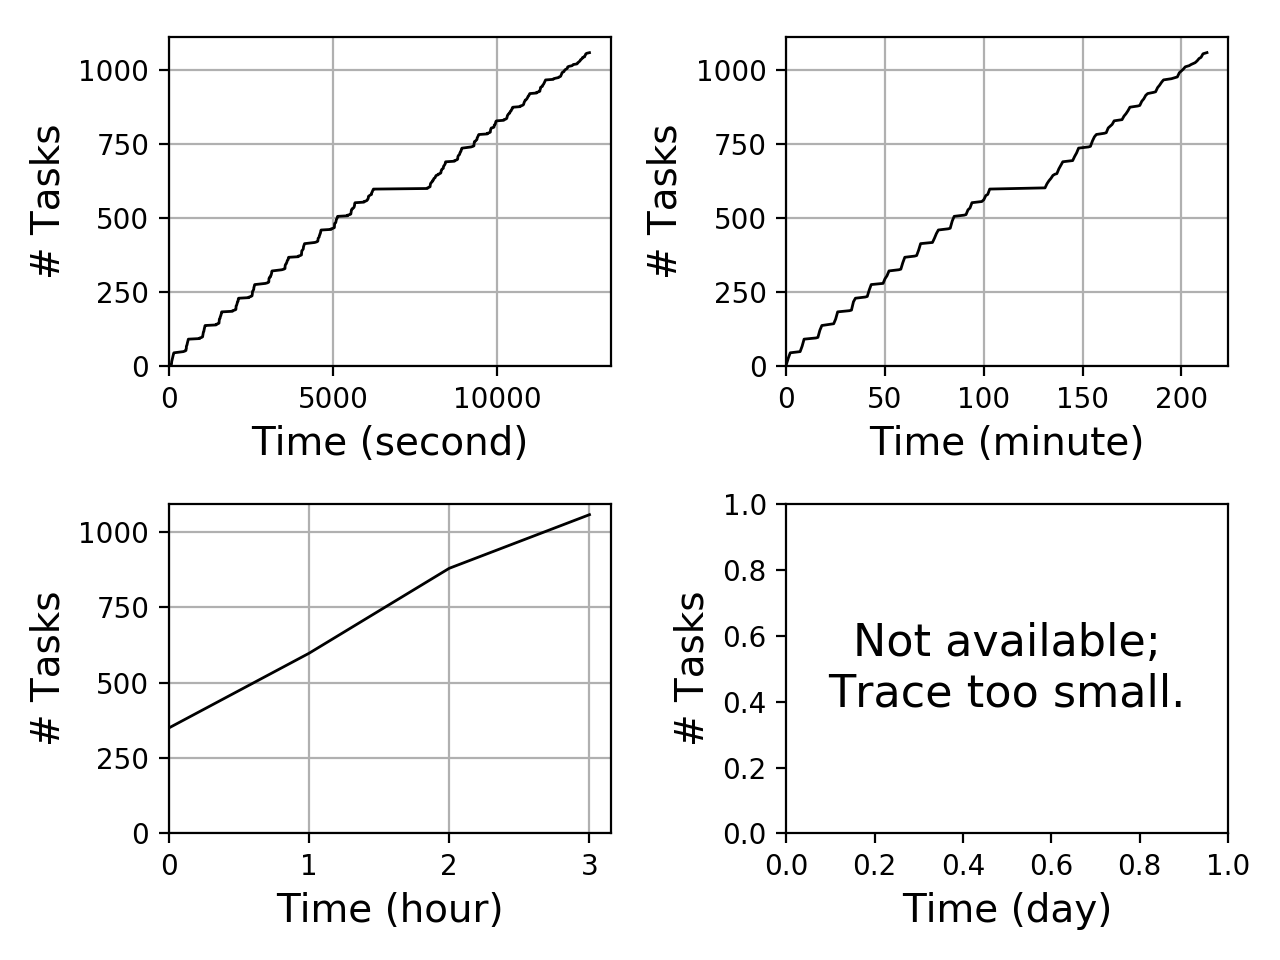 1000
750
500
250
0
0 5000 10000
# Tasks
Time (second)
1000
750
500
250
0
0 50 100 150 200
# Tasks
Time (minute)
1000
750
500
250
0
0 1 2 3
# Tasks
Time (hour)
1.0
0.8
0.6
0.4
0.2
0.0
0.0 0.2 0.4 0.6 0.8 1.0
# Tasks
Not available;
Trace too small.
Time (day)